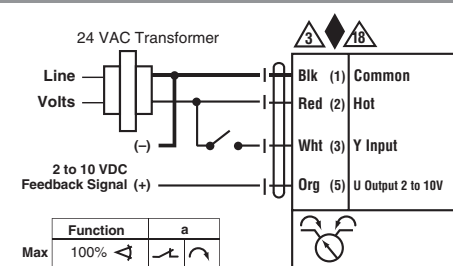 24 VAC Transformer
3 18
Line
Volts
Blk (1) Common
Red (2) Hot
(–)
Wht (3) Y Input
2 to 10 VDC
Feedback Signal (+)
Org (5) U Output 2 to 10V
Function a
Max 100%